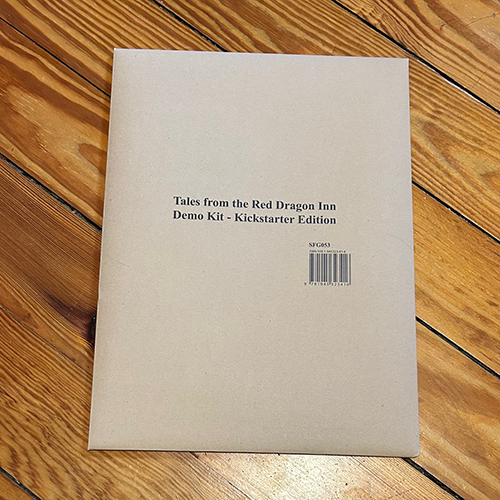 Tales from the Red Dragon Inn
Demo Kit - Kickstarter Edition
SFG053